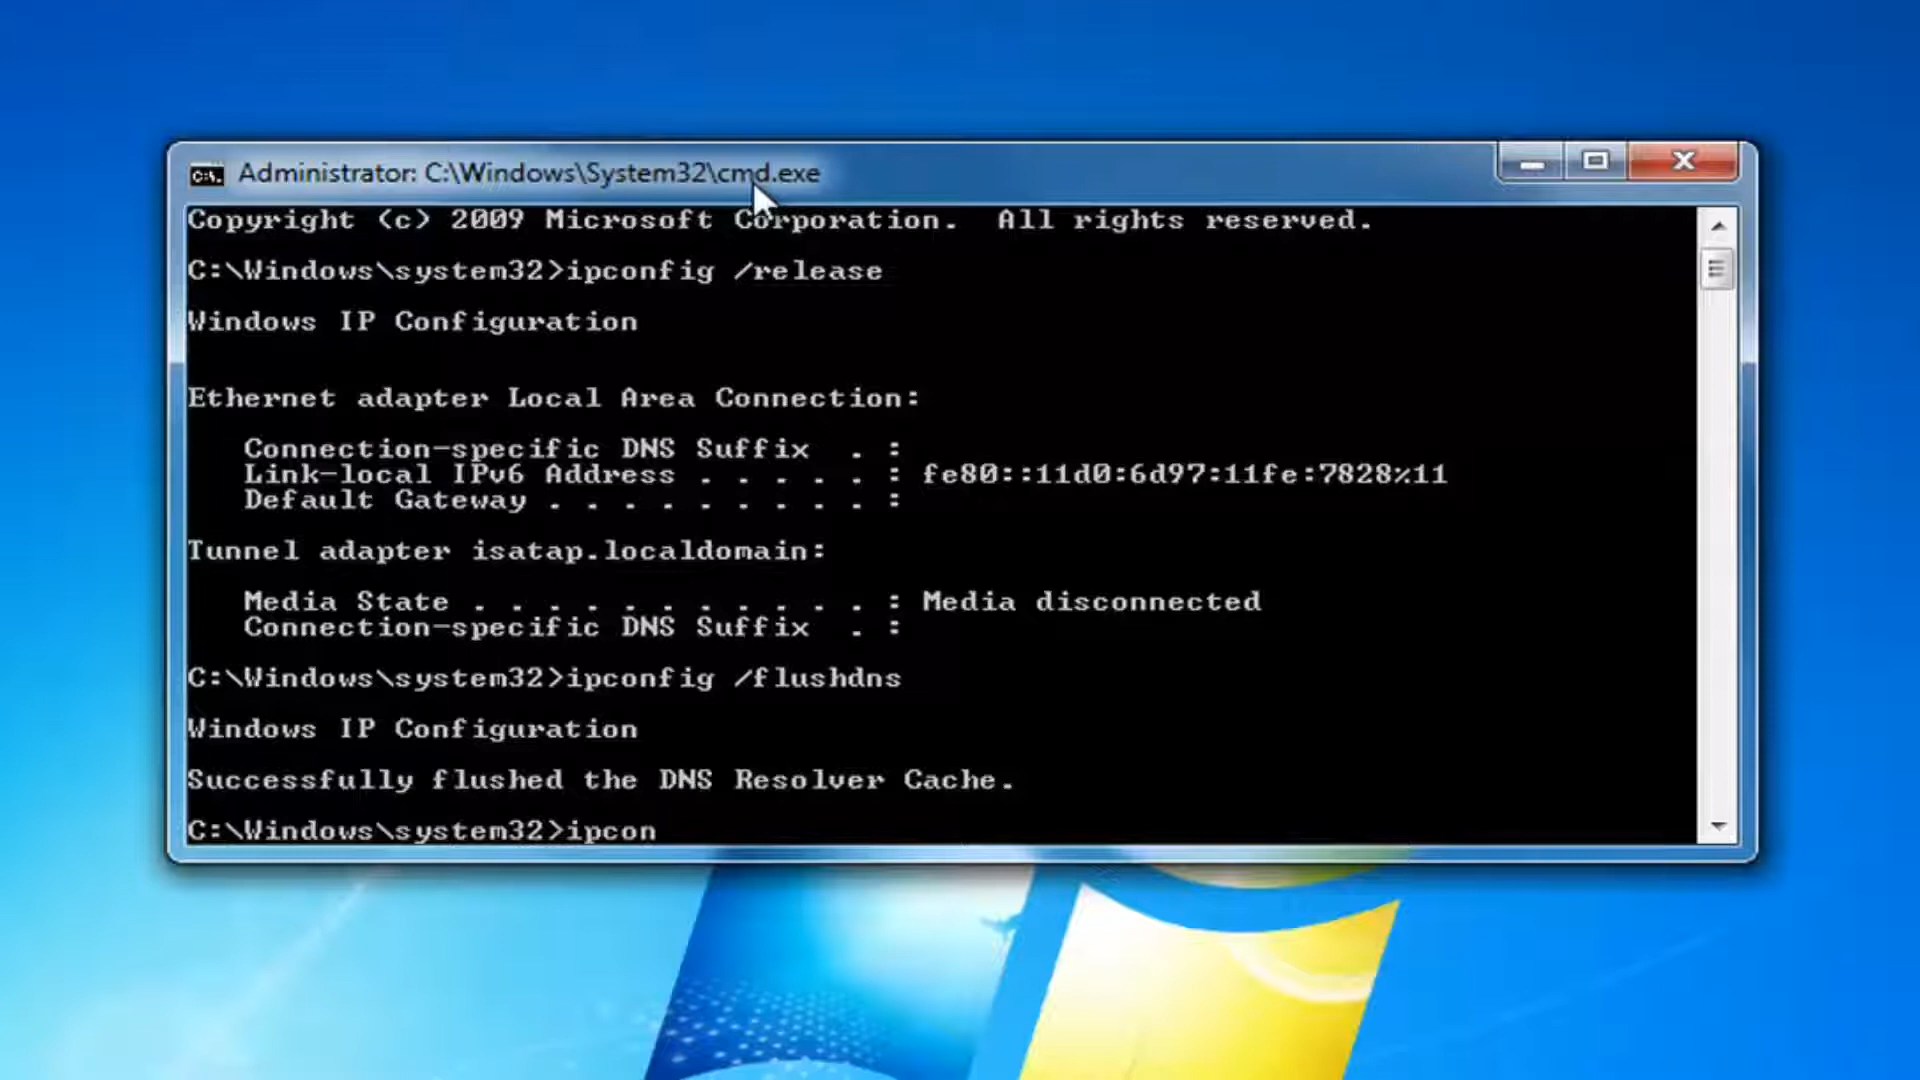 Administrator: C:\Windows\System32\cmd.exe
Copyright (c) 2009 Microsoft Corporation.  All rights reserved.
C:\Windows\system32>ipconfig /release
Windows IP Configuration
Ethernet adapter Local Area Connection:
Connection-specific DNS Suffix  . :
Link-local IPv6 Address . . . . . : fe80::11d0:6d97:11fe:7828%11
Default Gateway . . . . . . . . . :
Tunnel adapter isatap.localdomain:
Media State . . . . . . . . . . . : Media disconnected
Connection-specific DNS Suffix  . :
C:\Windows\system32>ipconfig /flushdns
Windows IP Configuration
Successfully flushed the DNS Resolver Cache.
C:\Windows\system32>ipcon